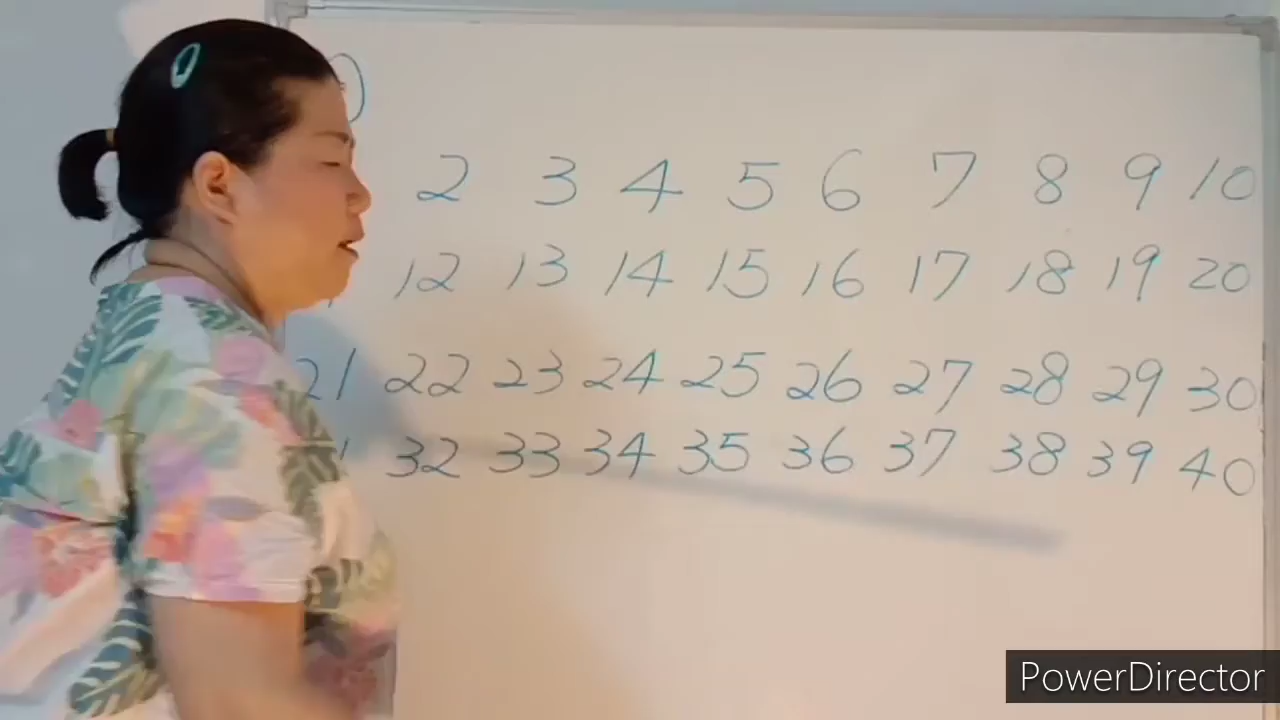 0
2 3 4 5 6 7 8 9 10
12 13 14 15 16 17 18 19 20
21 22 23 24 25 26 27 28 29 30
32 33 34 35 36 37 38 39 40
PowerDirector